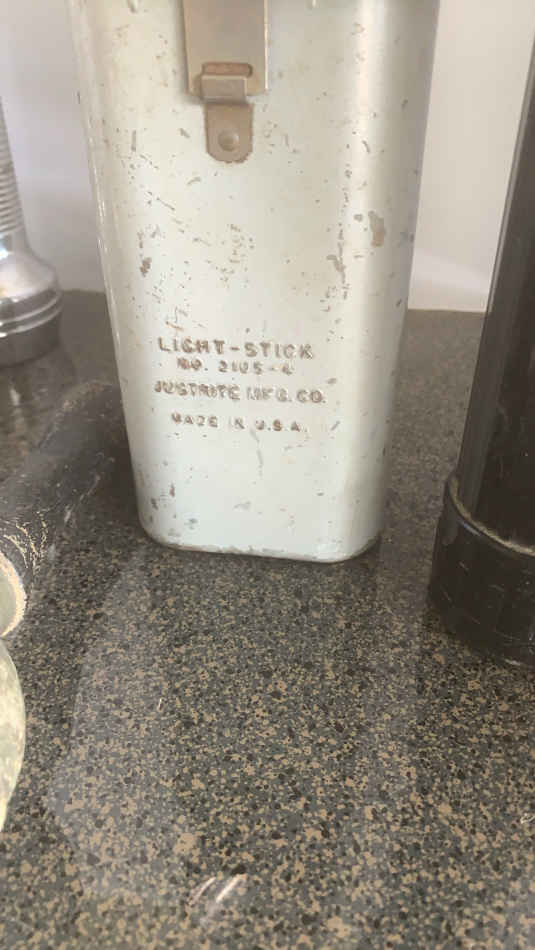 LIGHT-STICK
NO. 2105-4
JUSTRITE MFG. CO.
MADE IN U.S.A.